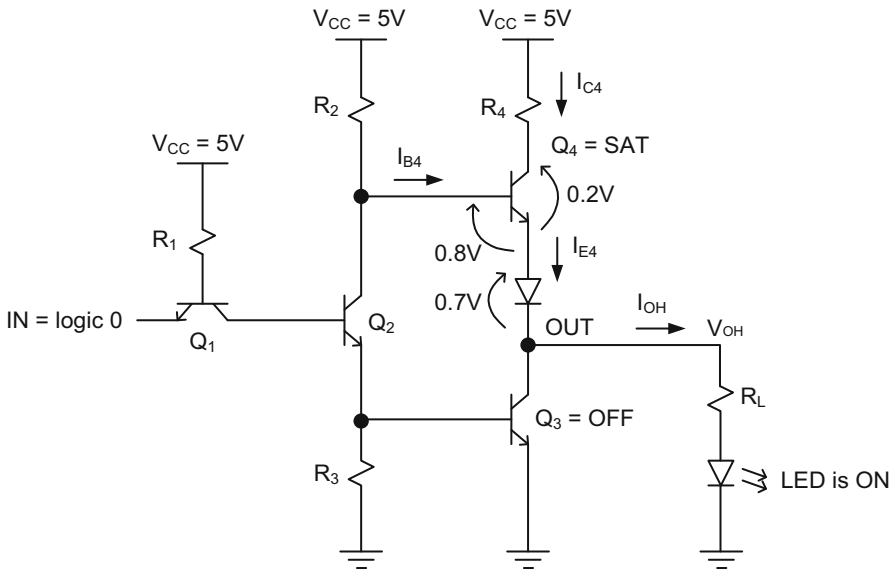 V_CC = 5V
V_CC = 5V
I_C4
R_2
R_4
V_CC = 5V
Q_4 = SAT
I_B4
0.2V
R_1
I_E4
0.8V
0.7V
I_OH
IN = logic 0
Q_1
Q_2
OUT
V_OH
R_L
Q_3 = OFF
R_3
LED is ON